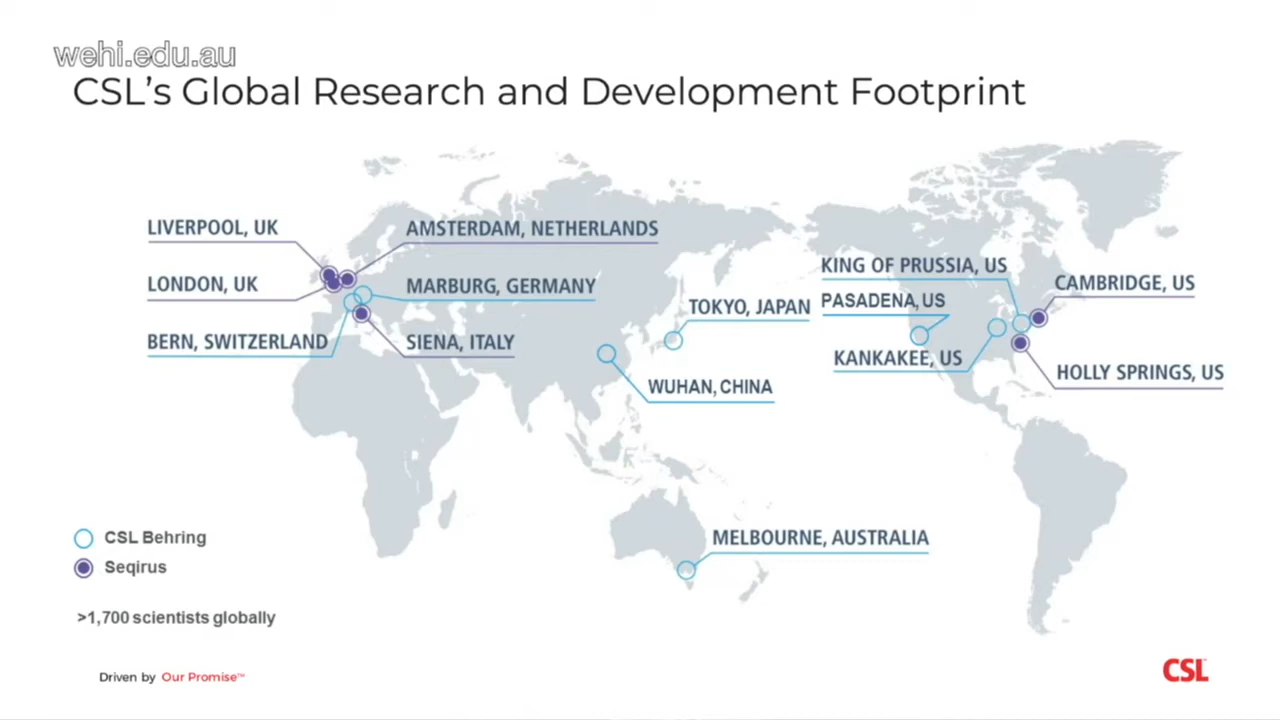 wehi.edu.au
CSL's Global Research and Development Footprint
LIVERPOOL, UK
AMSTERDAM, NETHERLANDS
LONDON, UK
MARBURG, GERMANY
BERN, SWITZERLAND
SIENA, ITALY
TOKYO, JAPAN
WUHAN, CHINA
KING OF PRUSSIA, US
PASADENA, US
KANKAKEE, US
CAMBRIDGE, US
HOLLY SPRINGS, US
MELBOURNE, AUSTRALIA
CSL Behring
Seqirus
>1,700 scientists globally
Driven by Our Promise™
CSL